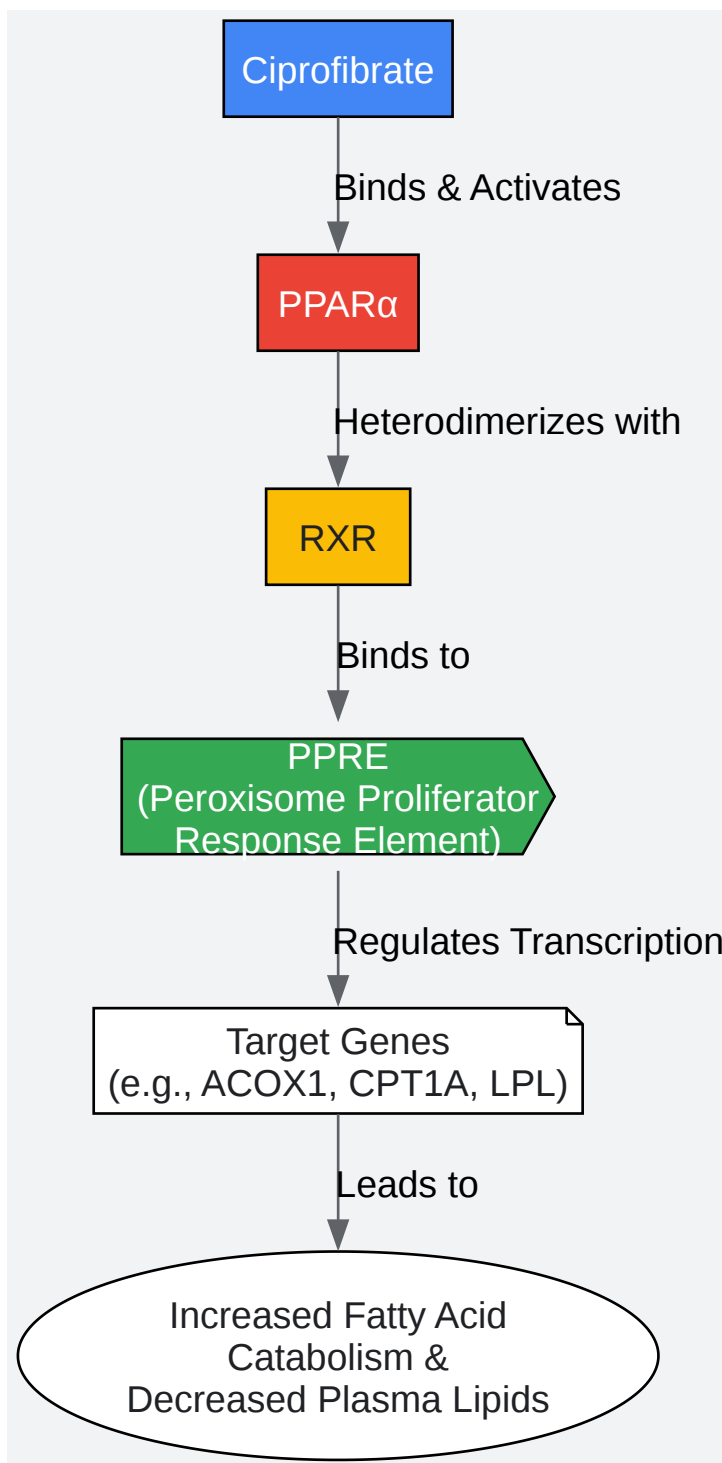 Ciprofibrate
Binds & Activates
PPARα
Heterodimerizes with
RXR
Binds to
PPRE
(Peroxisome Proliferator
Response Element)
Regulates Transcription
Target Genes
(e.g., ACOX1, CPT1A, LPL)
Leads to
Increased Fatty Acid
Catabolism &
Decreased Plasma Lipids